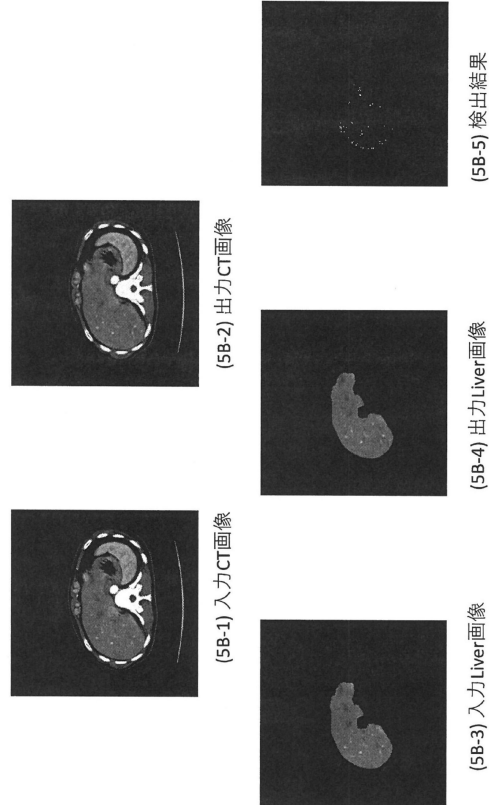 (5B-1) 入力CT画像
(5B-2) 出力CT画像
(5B-3) 入力Liver画像
(5B-4) 出力Liver画像
(5B-5) 検出結果